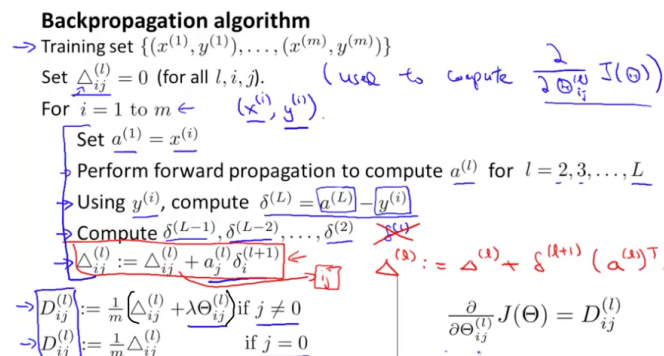 Backpropagation algorithm
Training set {(x^(1), y^(1)), . . . , (x^(m), y^(m))}
Set △_ij^(l) = 0 (for all l, i, j). (used to compute ∂/∂Θ_ij^(l) J(Θ))
For i = 1 to m ← (x^(i), y^(i)).
Set a^(1) = x^(i)
Perform forward propagation to compute a^(l) for l = 2, 3, . . . , L
Using y^(i), compute δ^(L) = a^(L) − y^(i)
Compute δ^(L−1), δ^(L−2), . . . , δ^(2) δ^(1)
△_ij^(l) := △_ij^(l) + a_j^(l) δ_i^(l+1) ← △^(l) := △^(l) + δ^(l+1) (a^(l))^T.
ij
D_ij^(l) := 1/m (△_ij^(l) + λΘ_ij^(l)) if j ≠ 0
∂/∂Θ_ij^(l) J(Θ) = D_ij^(l)
D_ij^(l) := 1/m △_ij^(l) if j = 0